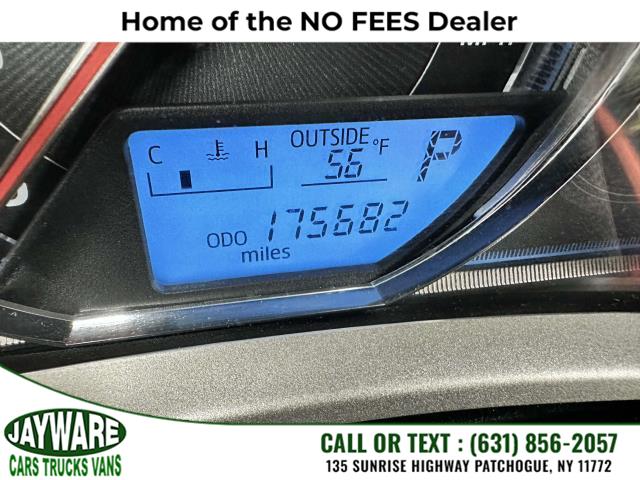 Home of the NO FEES Dealer
C H
OUTSIDE
56 °F
P
ODO 175682
miles
JAYWARE
CARS TRUCKS VANS
CALL OR TEXT : (631) 856-2057
135 SUNRISE HIGHWAY PATCHOGUE, NY 11772